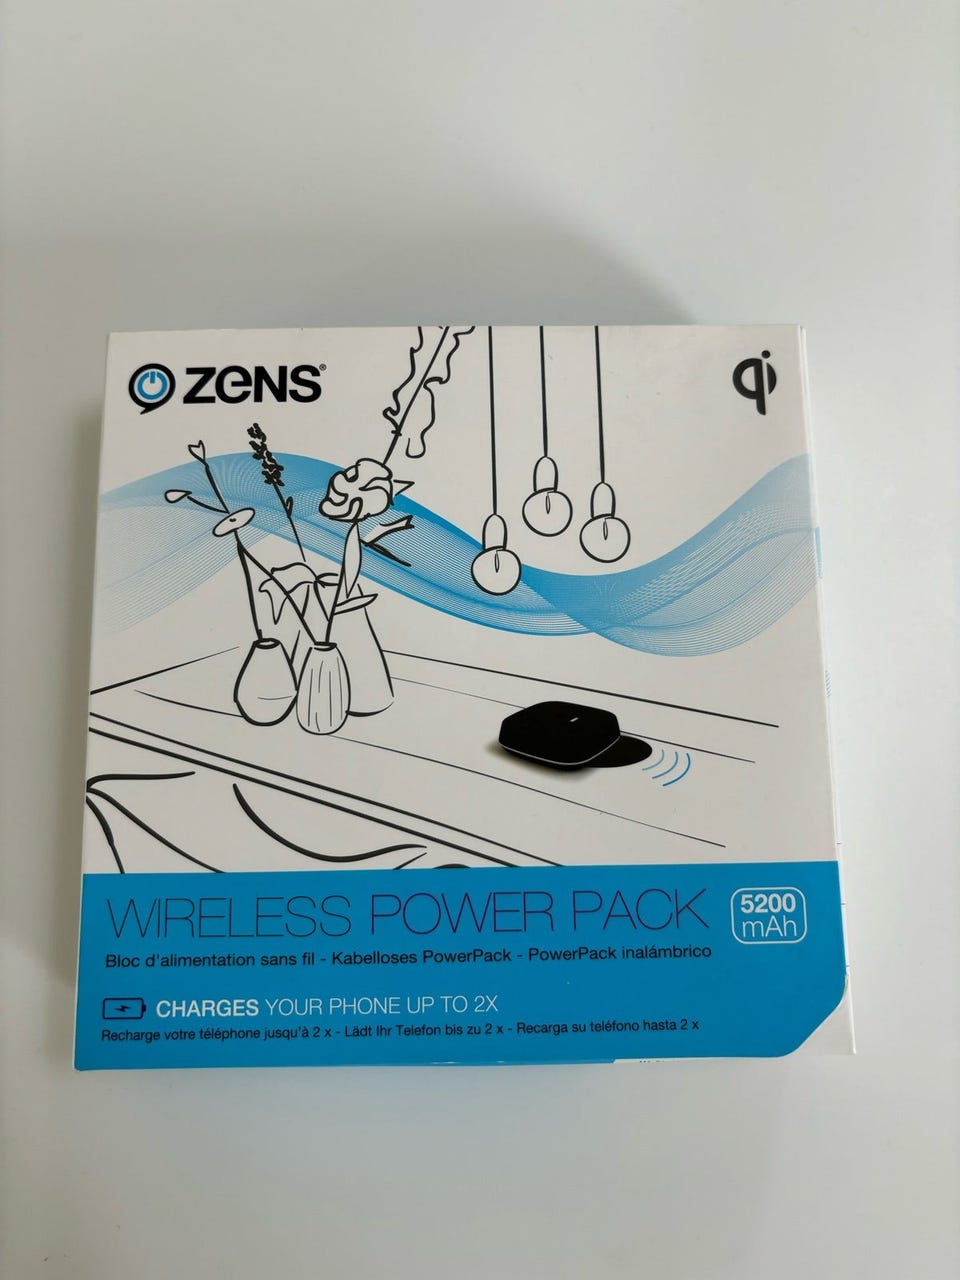 ZENS®
qi
WIRELESS POWER PACK
5200
mAh
Bloc d'alimentation sans fil - Kabelloses PowerPack - PowerPack inalámbrico
CHARGES YOUR PHONE UP TO 2X
Recharge votre téléphone jusqu'à 2 x - Lädt Ihr Telefon bis zu 2 x - Recarga su teléfono hasta 2 x